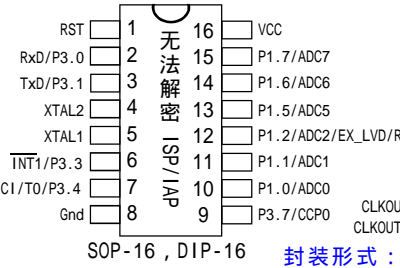 RST 1 16 VCC
RxD/P3.0 2 15 P1.7/ADC7
TxD/P3.1 3 14 P1.6/ADC6
XTAL2 4 13 P1.5/ADC5
XTAL1 5 12 P1.2/ADC2/EX_LVD/R
INT1/P3.3 6 11 P1.1/ADC1
CI/T0/P3.4 7 10 P1.0/ADC0
Gnd 8 9 P3.7/CCP0
无法解密 ISP/IAP
CLKOU
CLKOUT
SOP-16 , DIP-16
封装形式：